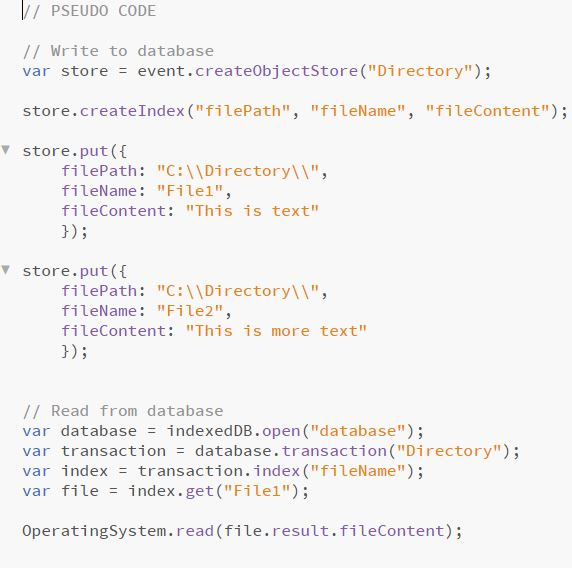 // PSEUDO CODE
// Write to database
var store = event.createObjectStore("Directory");
store.createIndex("filePath", "fileName", "fileContent");
store.put({
filePath: "C:\\Directory\\",
fileName: "File1",
fileContent: "This is text"
});
store.put({
filePath: "C:\\Directory\\",
fileName: "File2",
fileContent: "This is more text"
});
// Read from database
var database = indexedDB.open("database");
var transaction = database.transaction("Directory");
var index = transaction.index("fileName");
var file = index.get("File1");
OperatingSystem.read(file.result.fileContent);